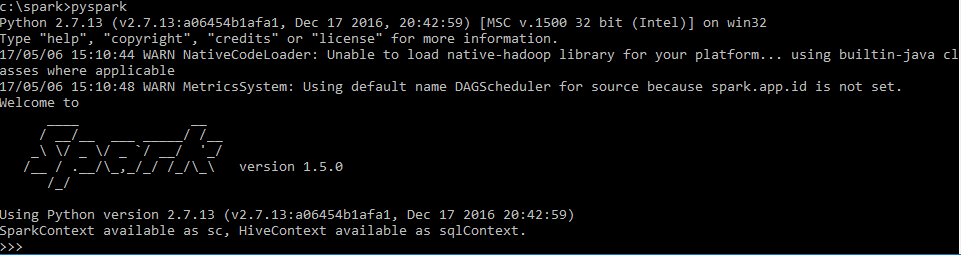 c:\spark>pyspark
Python 2.7.13 (v2.7.13:a06454b1afa1, Dec 17 2016, 20:42:59) [MSC v.1500 32 bit (Intel)] on win32
Type "help", "copyright", "credits" or "license" for more information.
17/05/06 15:10:44 WARN NativeCodeLoader: Unable to load native-hadoop library for your platform... using builtin-java cl
asses where applicable
17/05/06 15:10:48 WARN MetricsSystem: Using default name DAGScheduler for source because spark.app.id is not set.
Welcome to
      ____              __
     / __/__  ___ _____/ /__
    _\ \/ _ \/ _ `/ __/  '_/
   /__ / .__/\_,_/_/ /_/\_\   version 1.5.0
      /_/
Using Python version 2.7.13 (v2.7.13:a06454b1afa1, Dec 17 2016 20:42:59)
SparkContext available as sc, HiveContext available as sqlContext.
>>>